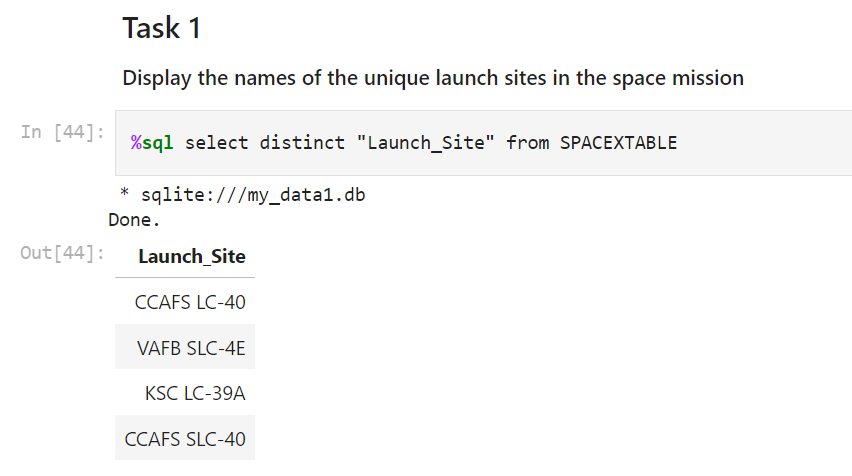 Task 1
Display the names of the unique launch sites in the space mission
In [44]: %sql select distinct "Launch_Site" from SPACEXTABLE
* sqlite:///my_data1.db
Done.
Out[44]: Launch_Site
CCAFS LC-40
VAFB SLC-4E
KSC LC-39A
CCAFS SLC-40